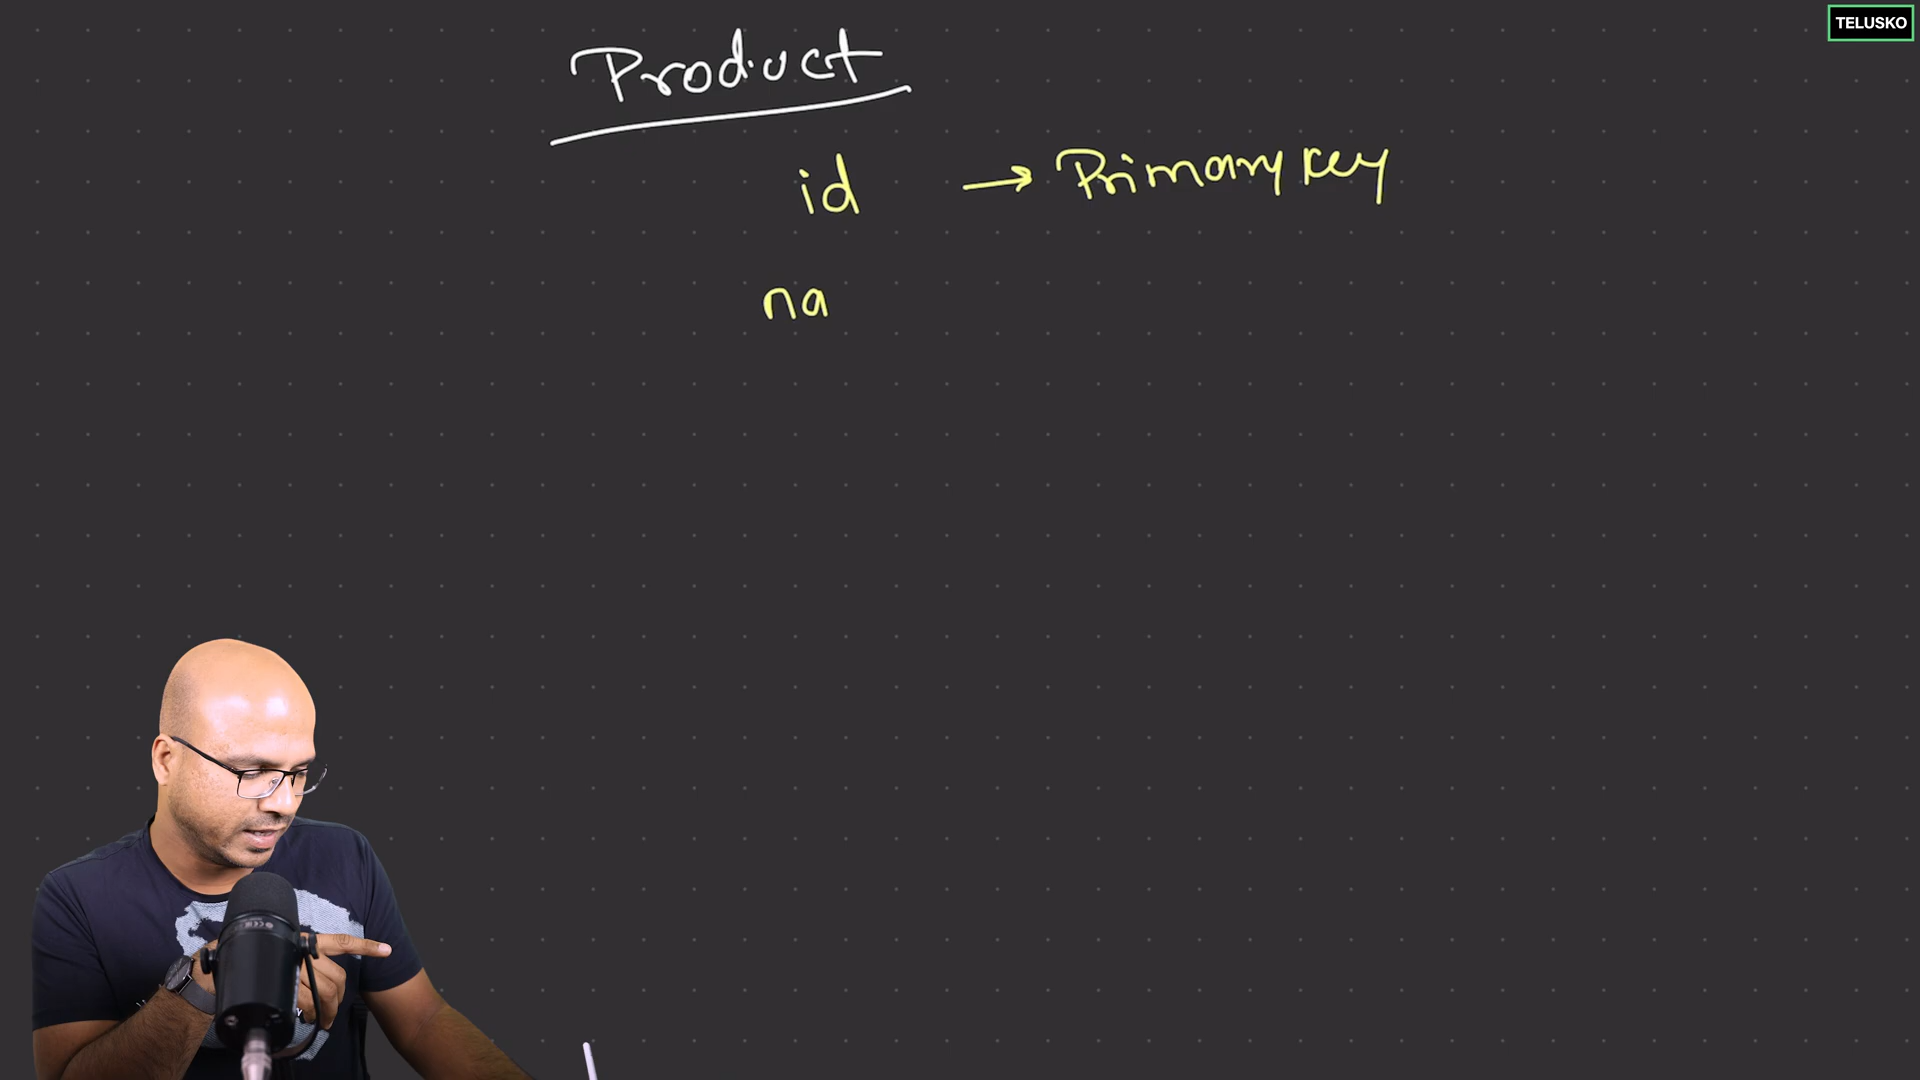 TELUSKO
Product
id → Primary key
na